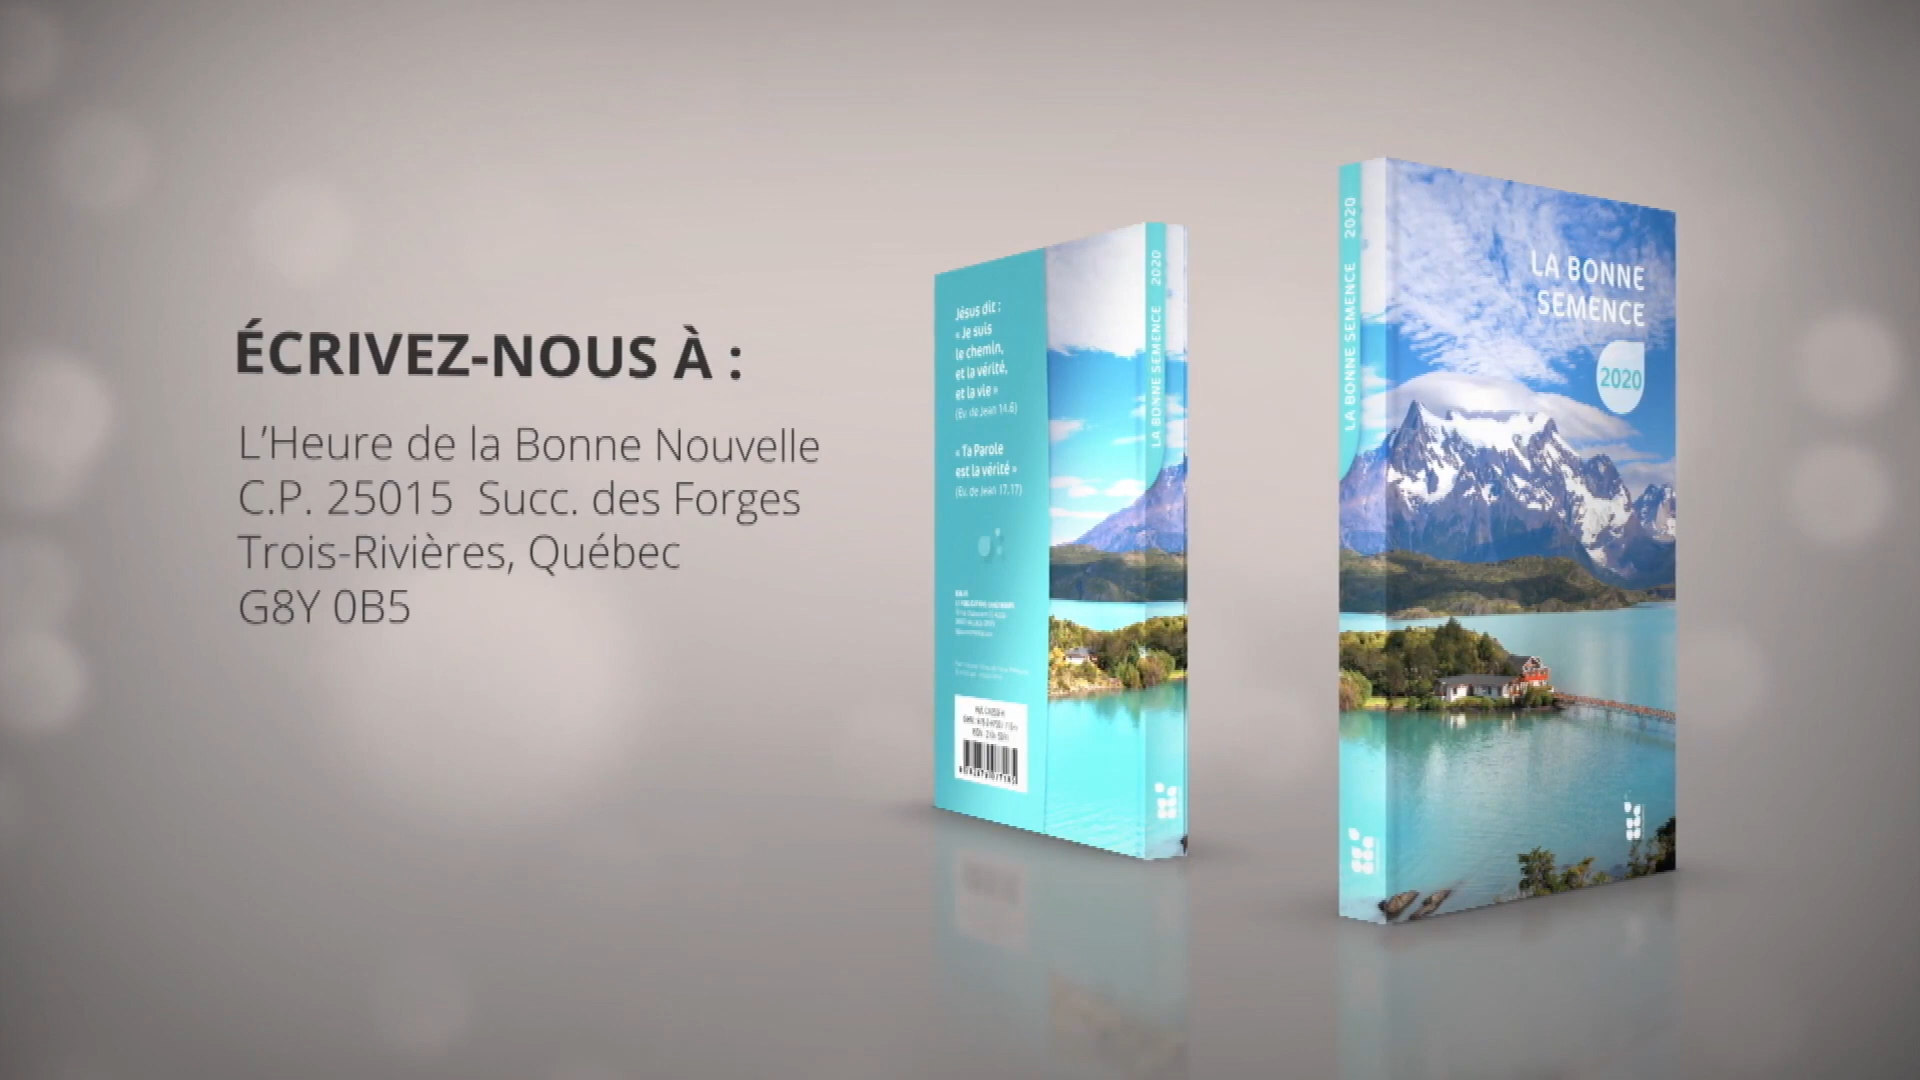 ÉCRIVEZ-NOUS À :
L’Heure de la Bonne Nouvelle
C.P. 25015  Succ. des Forges
Trois-Rivières, Québec
G8Y 0B5
Jésus dit :
« Je suis
le chemin,
et la vérité,
et la vie »
(Ev. de Jean 14.6)
« Ta Parole
est la vérité »
(Ev. de Jean 17.17)
LA BONNE SEMENCE 2020
LA BONNE SEMENCE 2020
LA BONNE
SEMENCE
2020